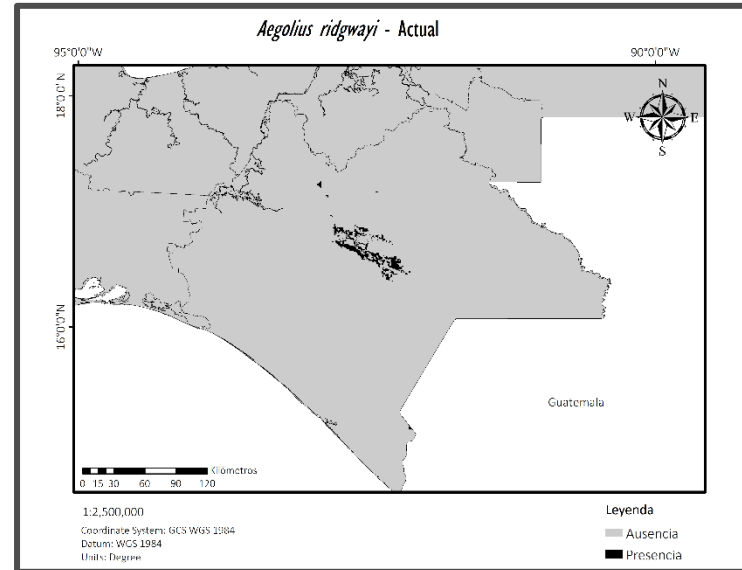 Aegolius ridgwayi - Actual
95°0'0"W
90°0'0"W
18°0'0"N
N
W
E
S
16°0'0"N
Guatemala
Kilómetros
0 15 30 60 90 120
1:2,500,000
Coordinate System: GCS WGS 1984
Datum: WGS 1984
Units: Degree
Leyenda
Ausencia
Presencia